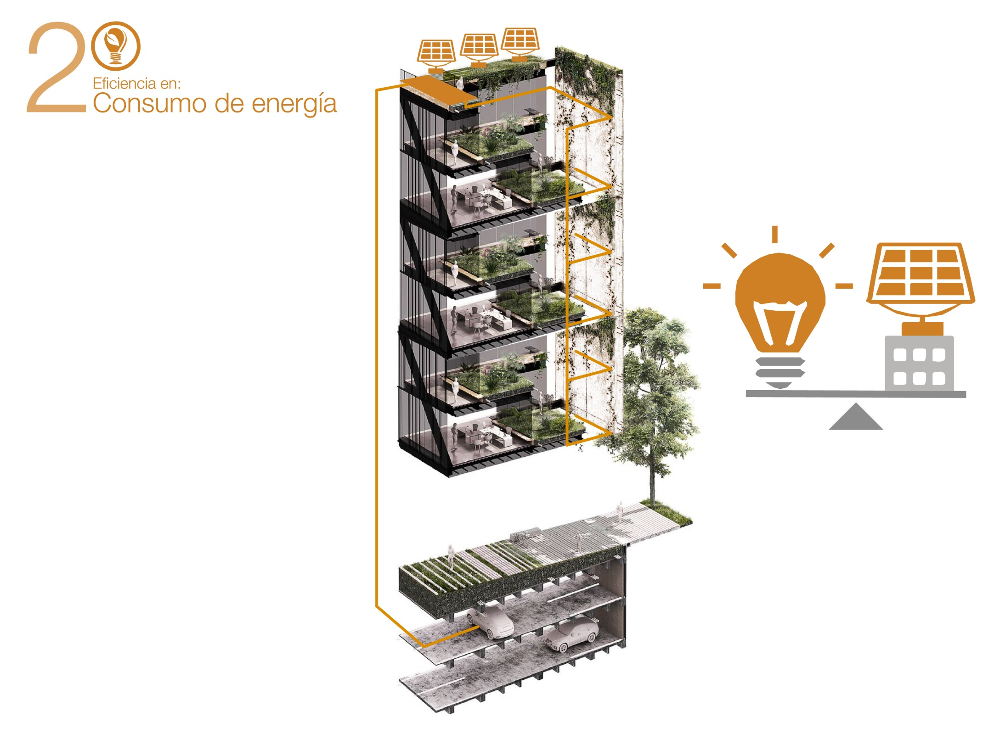 2
Eficiencia en:
Consumo de energía